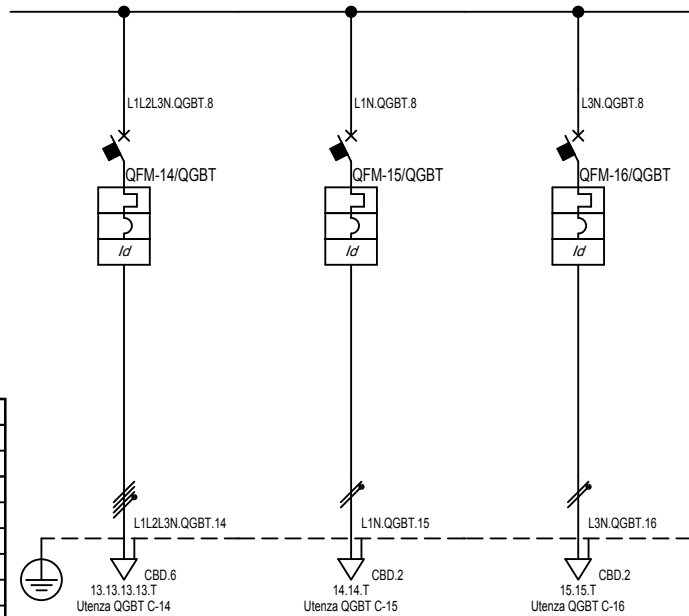 L1L2L3N.QGBT.8
L1N.QGBT.8
L3N.QGBT.8
QFM-14/QGBT
QFM-15/QGBT
QFM-16/QGBT
Id
Id
Id
L1L2L3N.QGBT.14
L1N.QGBT.15
L3N.QGBT.16
CBD.6
CBD.2
CBD.2
13.13.13.13.T
14.14.T
15.15.T
Utenza QGBT C-14
Utenza QGBT C-15
Utenza QGBT C-16